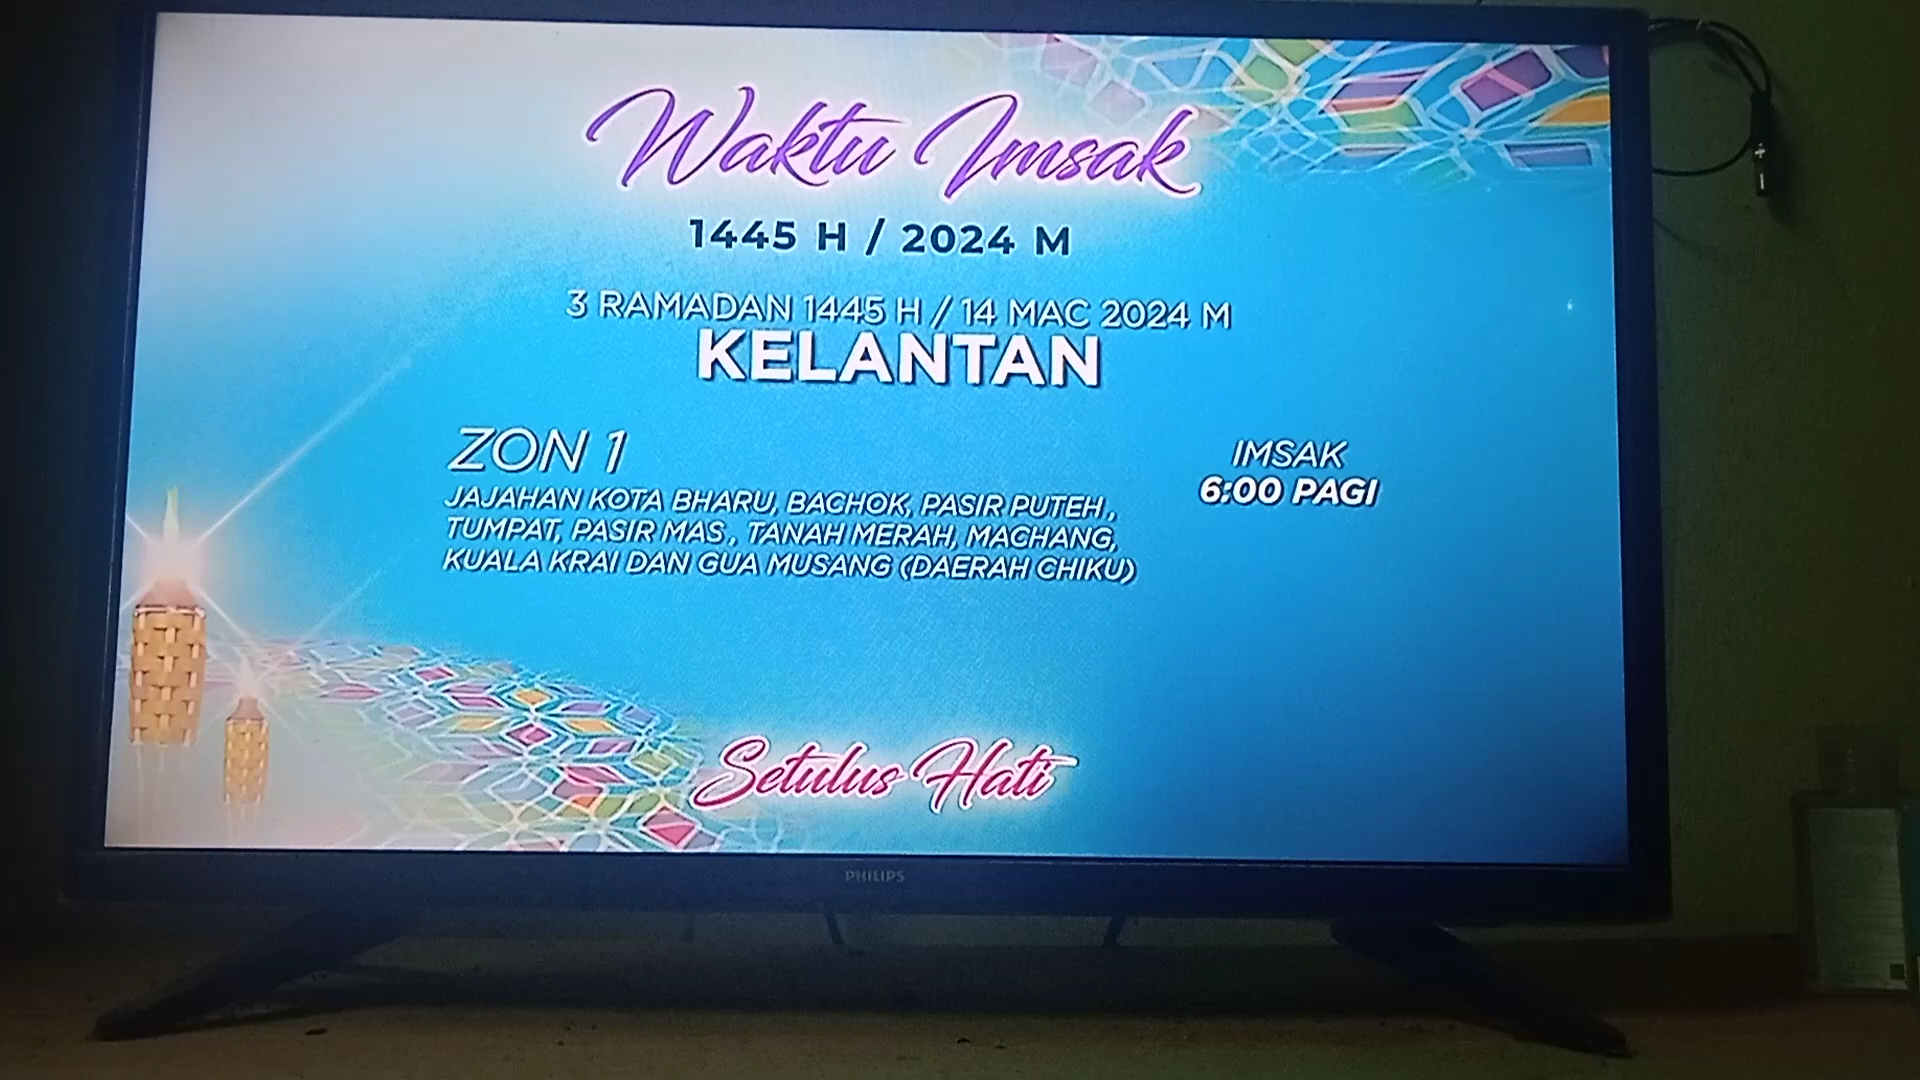 Waktu Imsak
1445 H / 2024 M
3 RAMADAN 1445 H / 14 MAC 2024 M
KELANTAN
ZON 1
JAJAHAN KOTA BHARU, BACHOK, PASIR PUTEH ,
TUMPAT, PASIR MAS , TANAH MERAH, MACHANG,
KUALA KRAI DAN GUA MUSANG (DAERAH CHIKU)
IMSAK
6:00 PAGI
Setulus Hati
PHILIPS